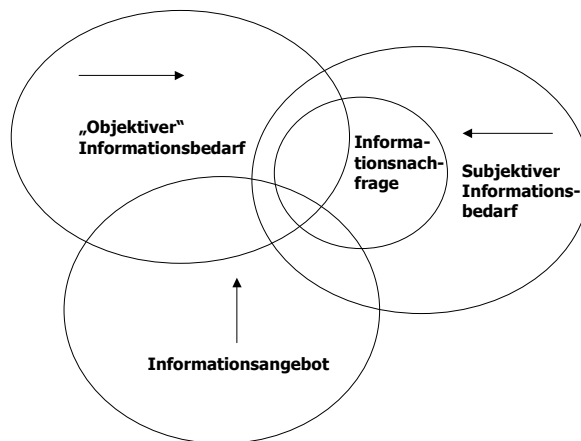 „Objektiver“
Informationsbedarf
Informa-
tionsnach-
frage
Subjektiver
Informations-
bedarf
Informationsangebot